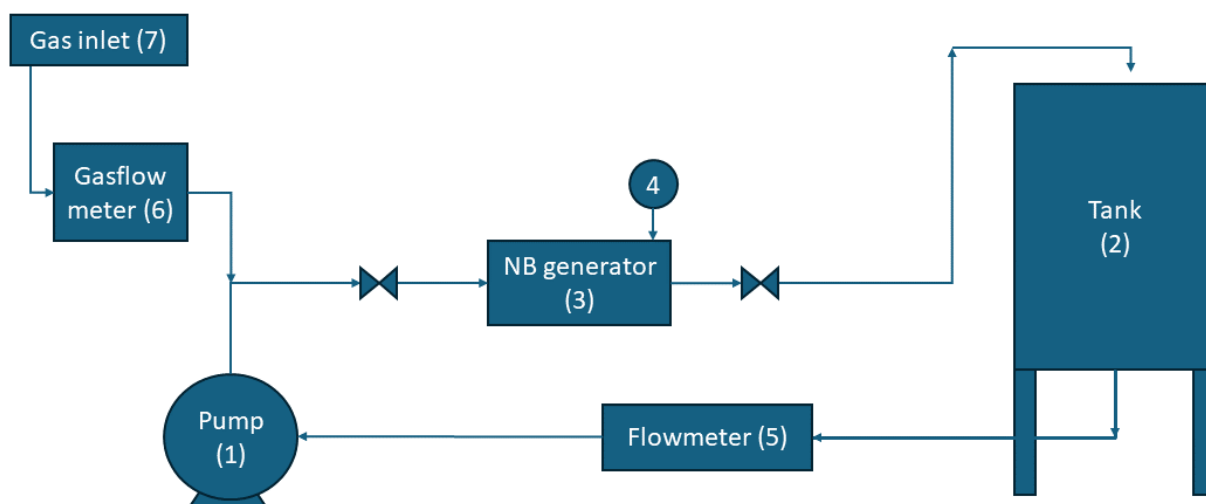 Gas inlet (7)
Gasflow
meter (6)
4
NB generator
(3)
Tank
(2)
Pump
(1)
Flowmeter (5)